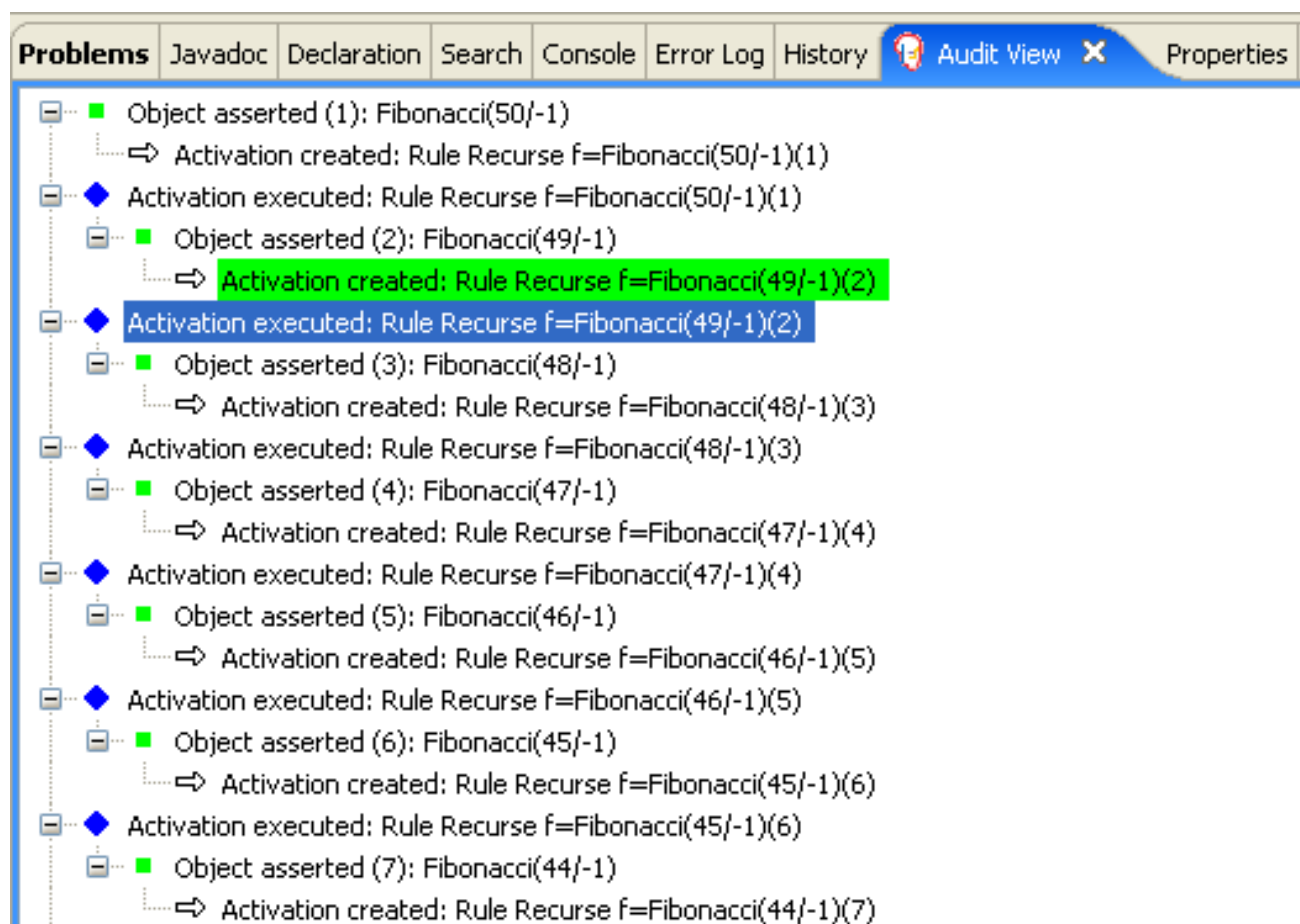 Problems Javadoc Declaration Search Console Error Log History Audit View Properties
Object asserted (1): Fibonacci(50/-1)
Activation created: Rule Recurse f=Fibonacci(50/-1)(1)
Activation executed: Rule Recurse f=Fibonacci(50/-1)(1)
Object asserted (2): Fibonacci(49/-1)
Activation created: Rule Recurse f=Fibonacci(49/-1)(2)
Activation executed: Rule Recurse f=Fibonacci(49/-1)(2)
Object asserted (3): Fibonacci(48/-1)
Activation created: Rule Recurse f=Fibonacci(48/-1)(3)
Activation executed: Rule Recurse f=Fibonacci(48/-1)(3)
Object asserted (4): Fibonacci(47/-1)
Activation created: Rule Recurse f=Fibonacci(47/-1)(4)
Activation executed: Rule Recurse f=Fibonacci(47/-1)(4)
Object asserted (5): Fibonacci(46/-1)
Activation created: Rule Recurse f=Fibonacci(46/-1)(5)
Activation executed: Rule Recurse f=Fibonacci(46/-1)(5)
Object asserted (6): Fibonacci(45/-1)
Activation created: Rule Recurse f=Fibonacci(45/-1)(6)
Activation executed: Rule Recurse f=Fibonacci(45/-1)(6)
Object asserted (7): Fibonacci(44/-1)
Activation created: Rule Recurse f=Fibonacci(44/-1)(7)